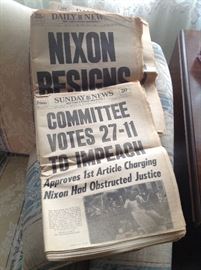 DAILY NEWS
NIXON
RESIGNS
SUNDAY NEWS
COMMITTEE
VOTES 27-11
TO IMPEACH
Approves 1st Article Charging
Nixon Had Obstructed Justice